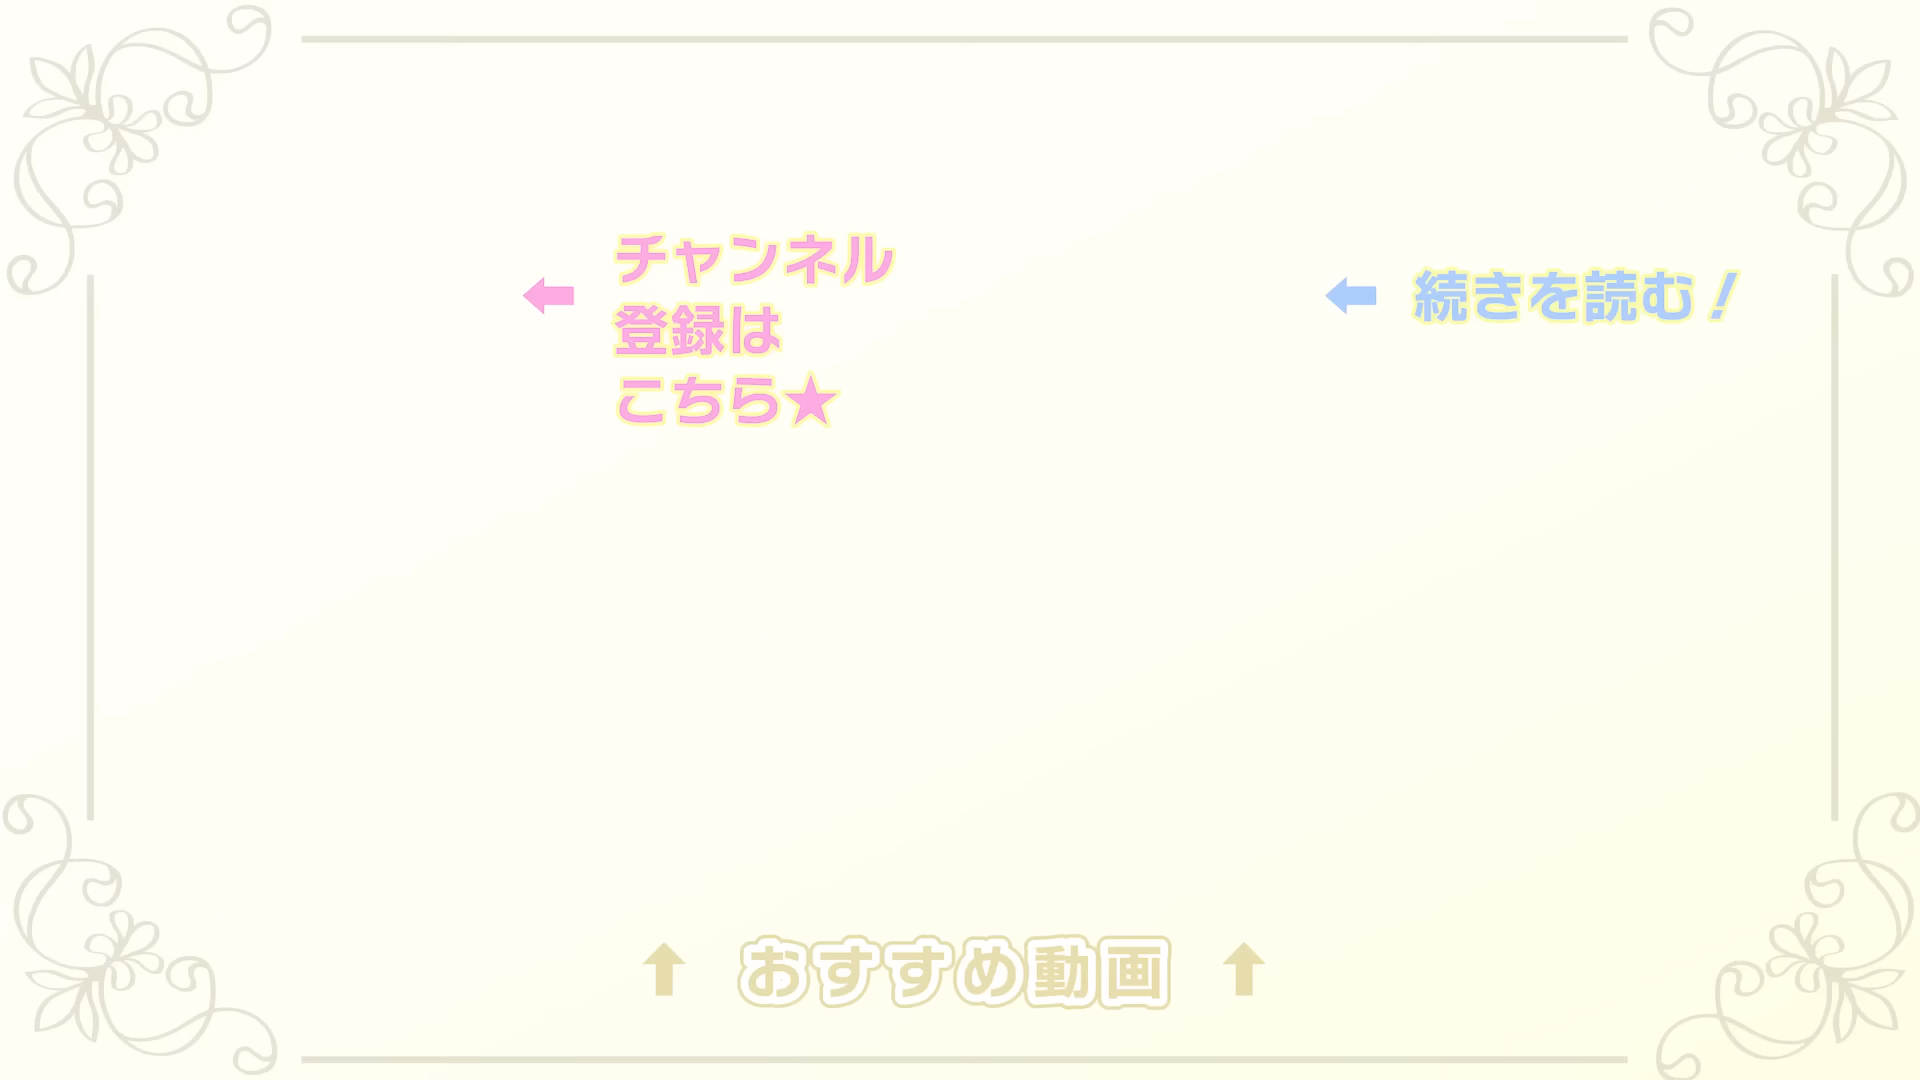 チャンネル
登録は
こちら★
続きを読む！
おすすめ動画